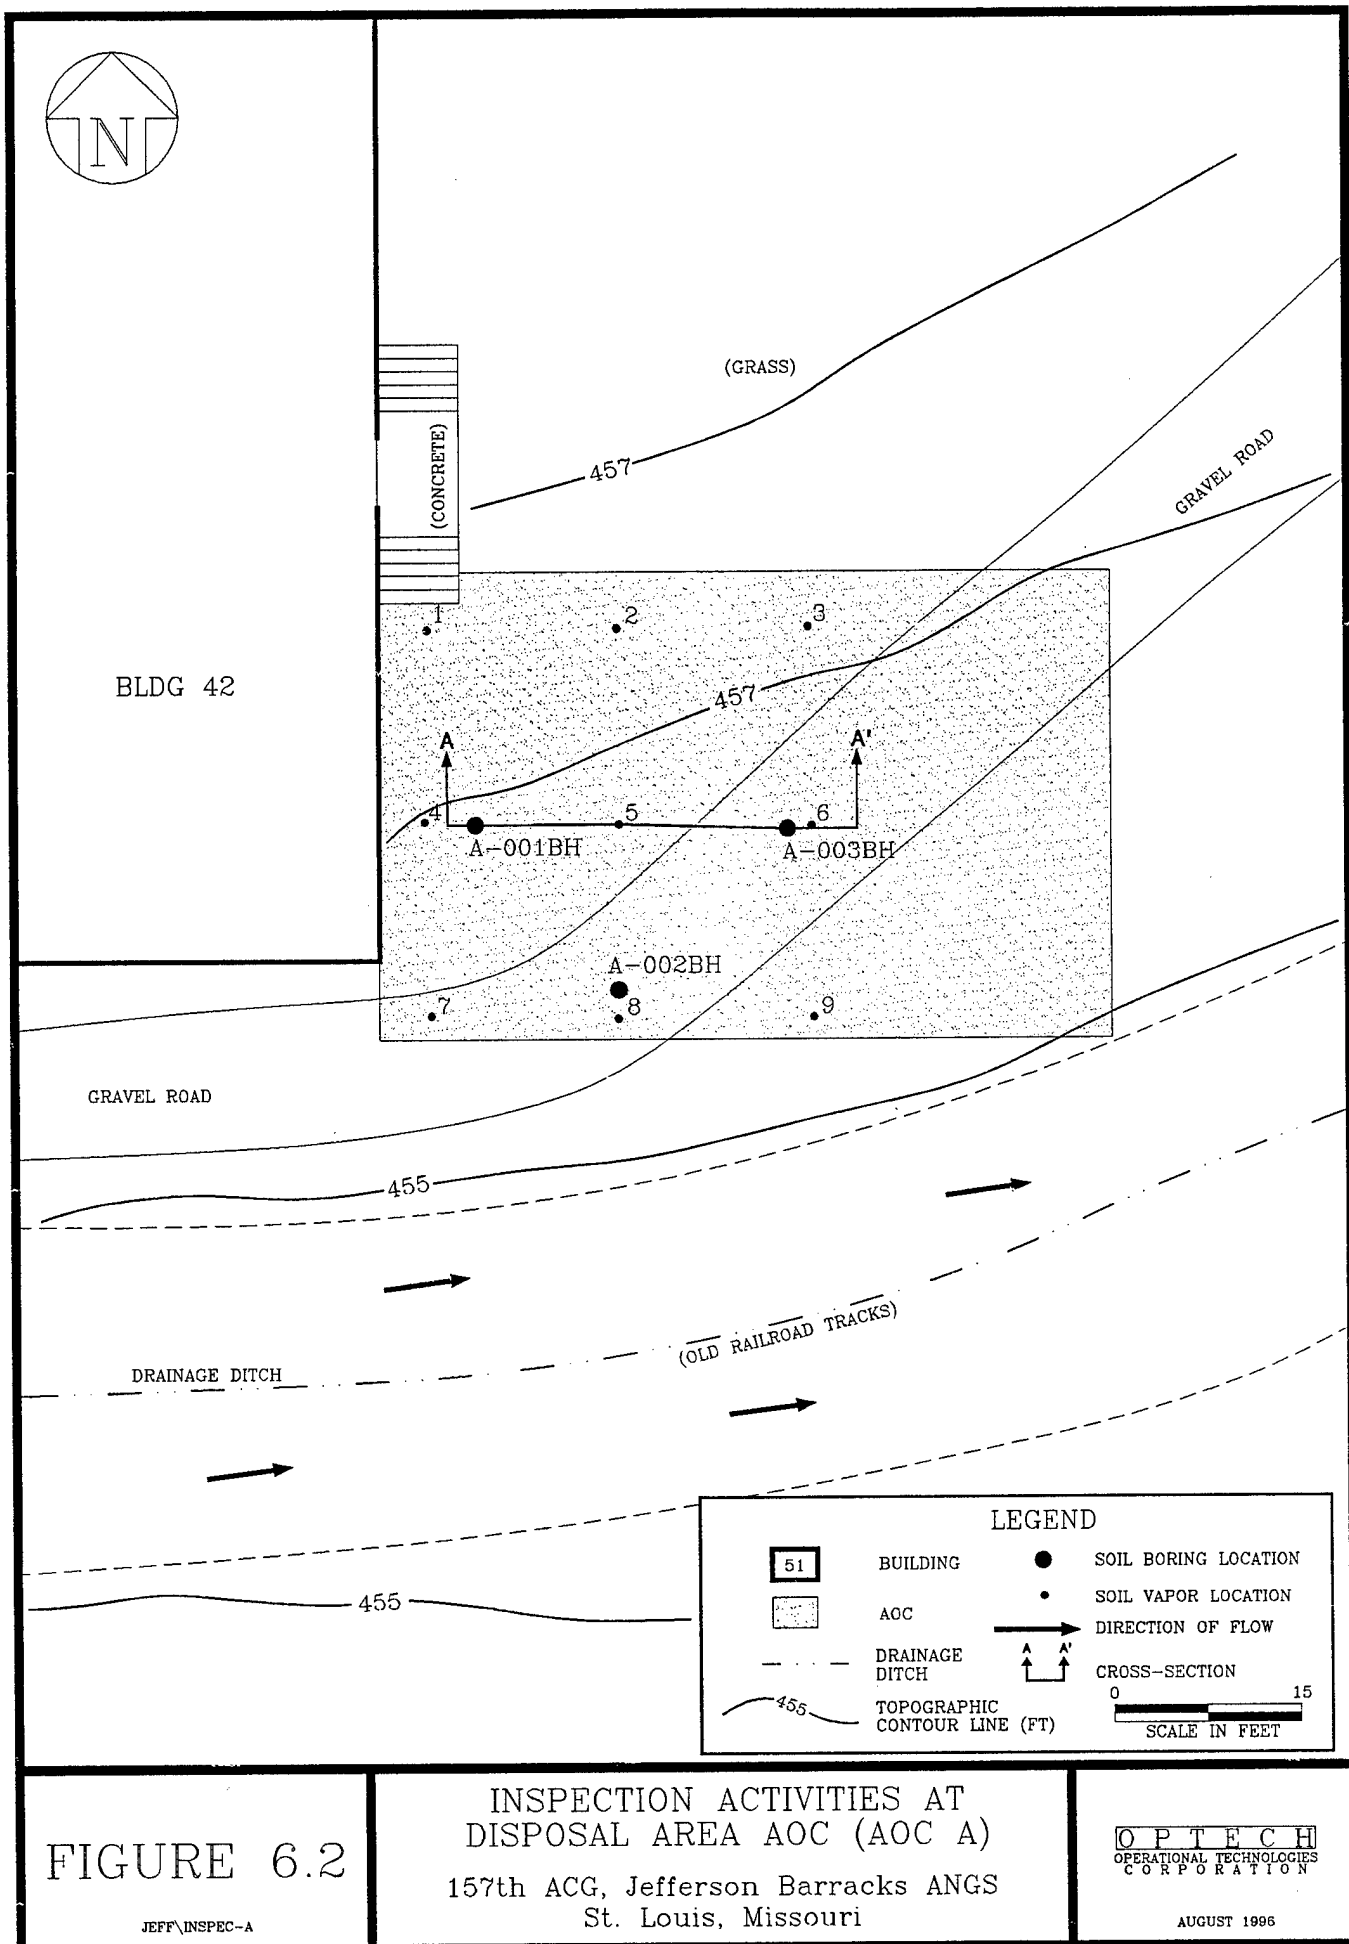 N
(GRASS)
(CONCRETE)
457
GRAVEL ROAD
1
2
3
BLDG 42
457
A
A'
4
5
6
A-001BH
A-003BH
A-002BH
7
8
9
GRAVEL ROAD
455
(OLD RAILROAD TRACKS)
DRAINAGE DITCH
455
LEGEND
51
BUILDING
SOIL BORING LOCATION
AOC
SOIL VAPOR LOCATION
DIRECTION OF FLOW
DRAINAGE
DITCH
A A'
CROSS-SECTION
455
TOPOGRAPHIC
CONTOUR LINE (FT)
0 15
SCALE IN FEET
FIGURE 6.2
JEFF\INSPEC-A
INSPECTION ACTIVITIES AT
DISPOSAL AREA AOC (AOC A)
157th ACG, Jefferson Barracks ANGS
St. Louis, Missouri
OPTECH
OPERATIONAL TECHNOLOGIES
CORPORATION
AUGUST 1996